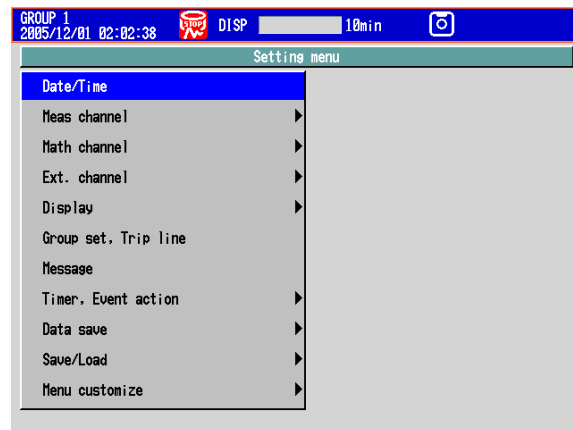 GROUP 1
2005/12/01 02:02:38
STOP
DISP 10min
Setting menu
Date/Time
Meas channel
Math channel
Ext. channel
Display
Group set, Trip line
Message
Timer, Event action
Data save
Save/Load
Menu customize